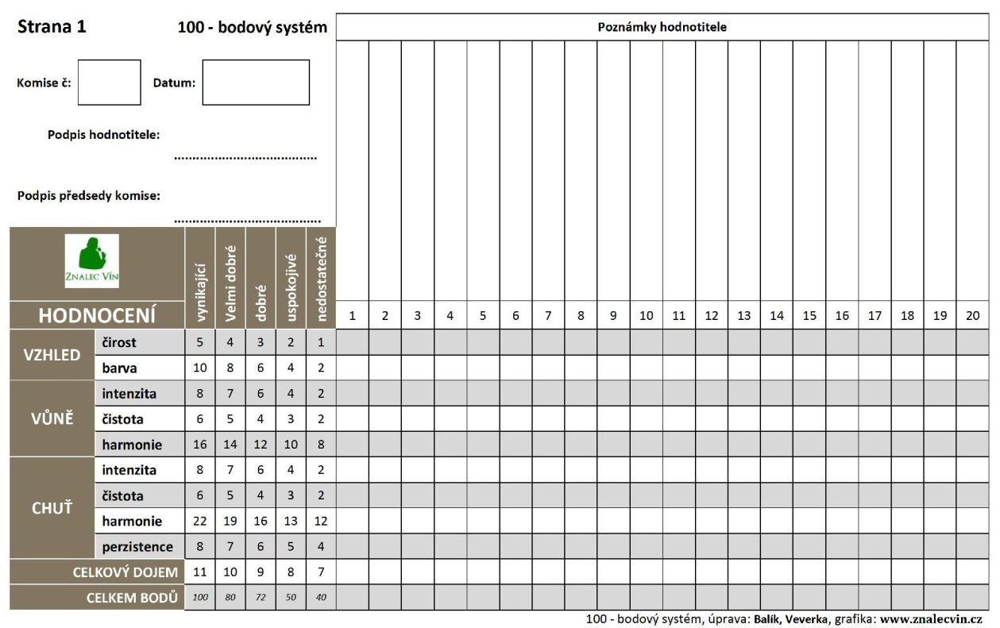 Strana 1 100 - bodový systém Poznámky hodnotitele
Komise č: Datum:
Podpis hodnotitele:
........................................
Podpis předsedy komise:
.........................................
ZNALEC VÍN
HODNOCENÍ vynikající Velmi dobré dobré uspokojivé nedostatečné 1 2 3 4 5 6 7 8 9 10 11 12 13 14 15 16 17 18 19 20
VZHLED
čirost 5 4 3 2 1
barva 10 8 6 4 2
VŮNĚ
intenzita 8 7 6 4 2
čistota 6 5 4 3 2
harmonie 16 14 12 10 8
CHUŤ
intenzita 8 7 6 4 2
čistota 6 5 4 3 2
harmonie 22 19 16 13 12
perzistence 8 7 6 5 4
CELKOVÝ DOJEM 11 10 9 8 7
CELKEM BODŮ 100 80 72 50 40
100 - bodový systém, úprava: Balík, Veverka, grafika: www.znalecvin.cz